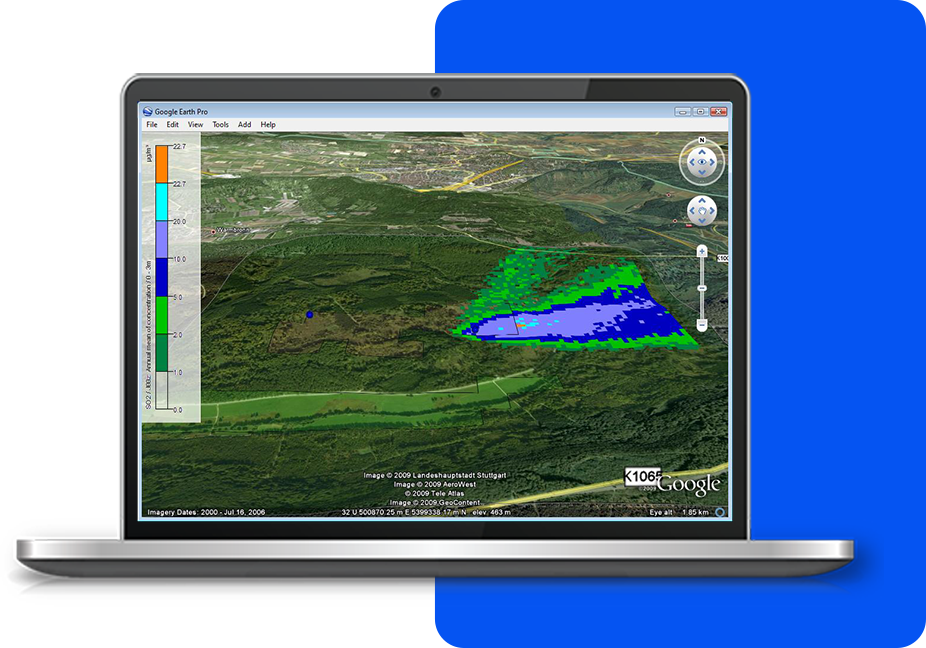 Google Earth Pro
File Edit View Tools Add Help
µg/m³
22.7
22.7
20.0
10.0
5.0
2.0
1.0
0.0
SO2 / J00z: Annual mean of concentration / 0 - 3m
Warmbronn
N
K100
Image © 2009 Landeshauptstadt Stuttgart
Image © 2009 AeroWest
© 2009 Tele Atlas
Image © 2009 GeoContent
K1065
©2009 Google
Imagery Dates: 2000 - Jul 16, 2006
32 U 500870.25 m E 5399338.17 m N elev. 463 m
Eye alt 1.85 km